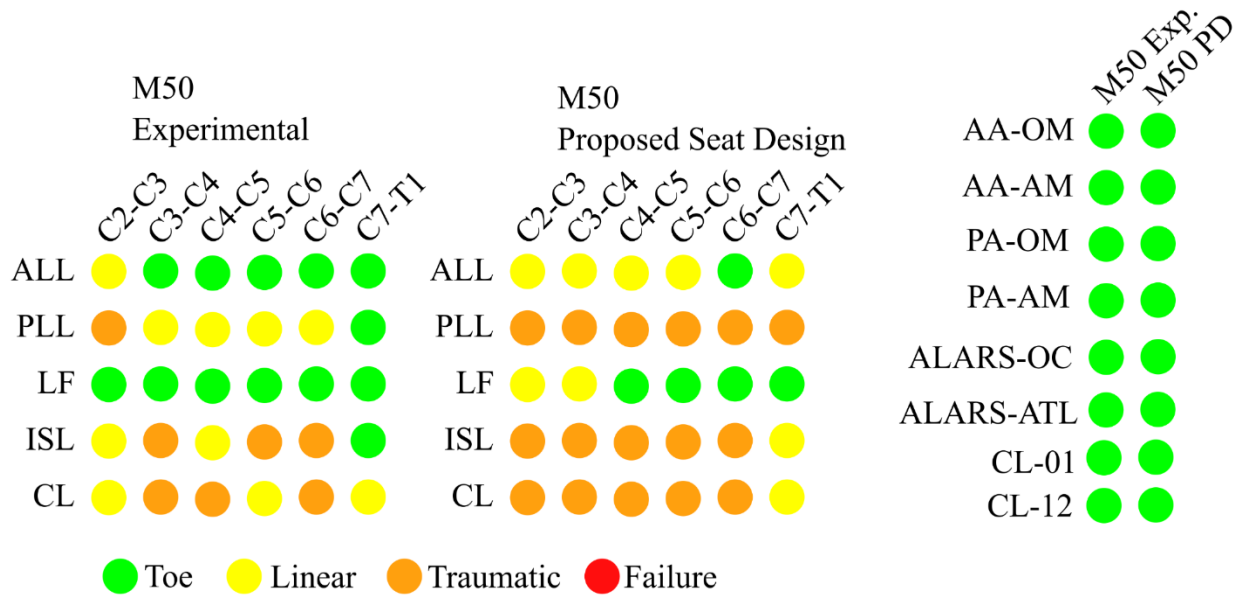 M50
Experimental
C2-C3
C3-C4
C4-C5
C5-C6
C6-C7
C7-T1
ALL
PLL
LF
ISL
CL
M50
Proposed Seat Design
C2-C3
C3-C4
C4-C5
C5-C6
C6-C7
C7-T1
ALL
PLL
LF
ISL
CL
M50 Exp.
M50 PD
AA-OM
AA-AM
PA-OM
PA-AM
ALARS-OC
ALARS-ATL
CL-01
CL-12
Toe Linear Traumatic Failure